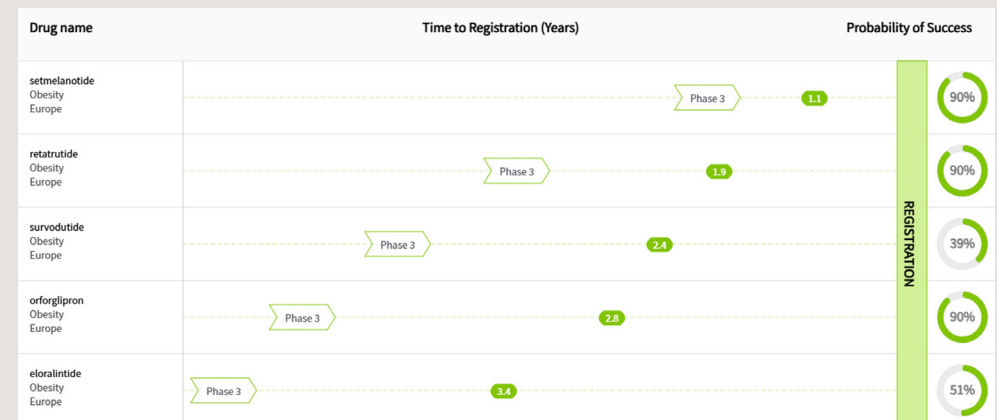 Drug name Time to Registration (Years) Probability of Success
setmelanotide
Obesity
Europe
Phase 3 1.1 90%
retatrutide
Obesity
Europe
Phase 3 1.9 90%
REGISTRATION
survodutide
Obesity
Europe
Phase 3 2.4 39%
orforglipron
Obesity
Europe
Phase 3 2.8 90%
eloralintide
Obesity
Europe
Phase 3 3.4 51%